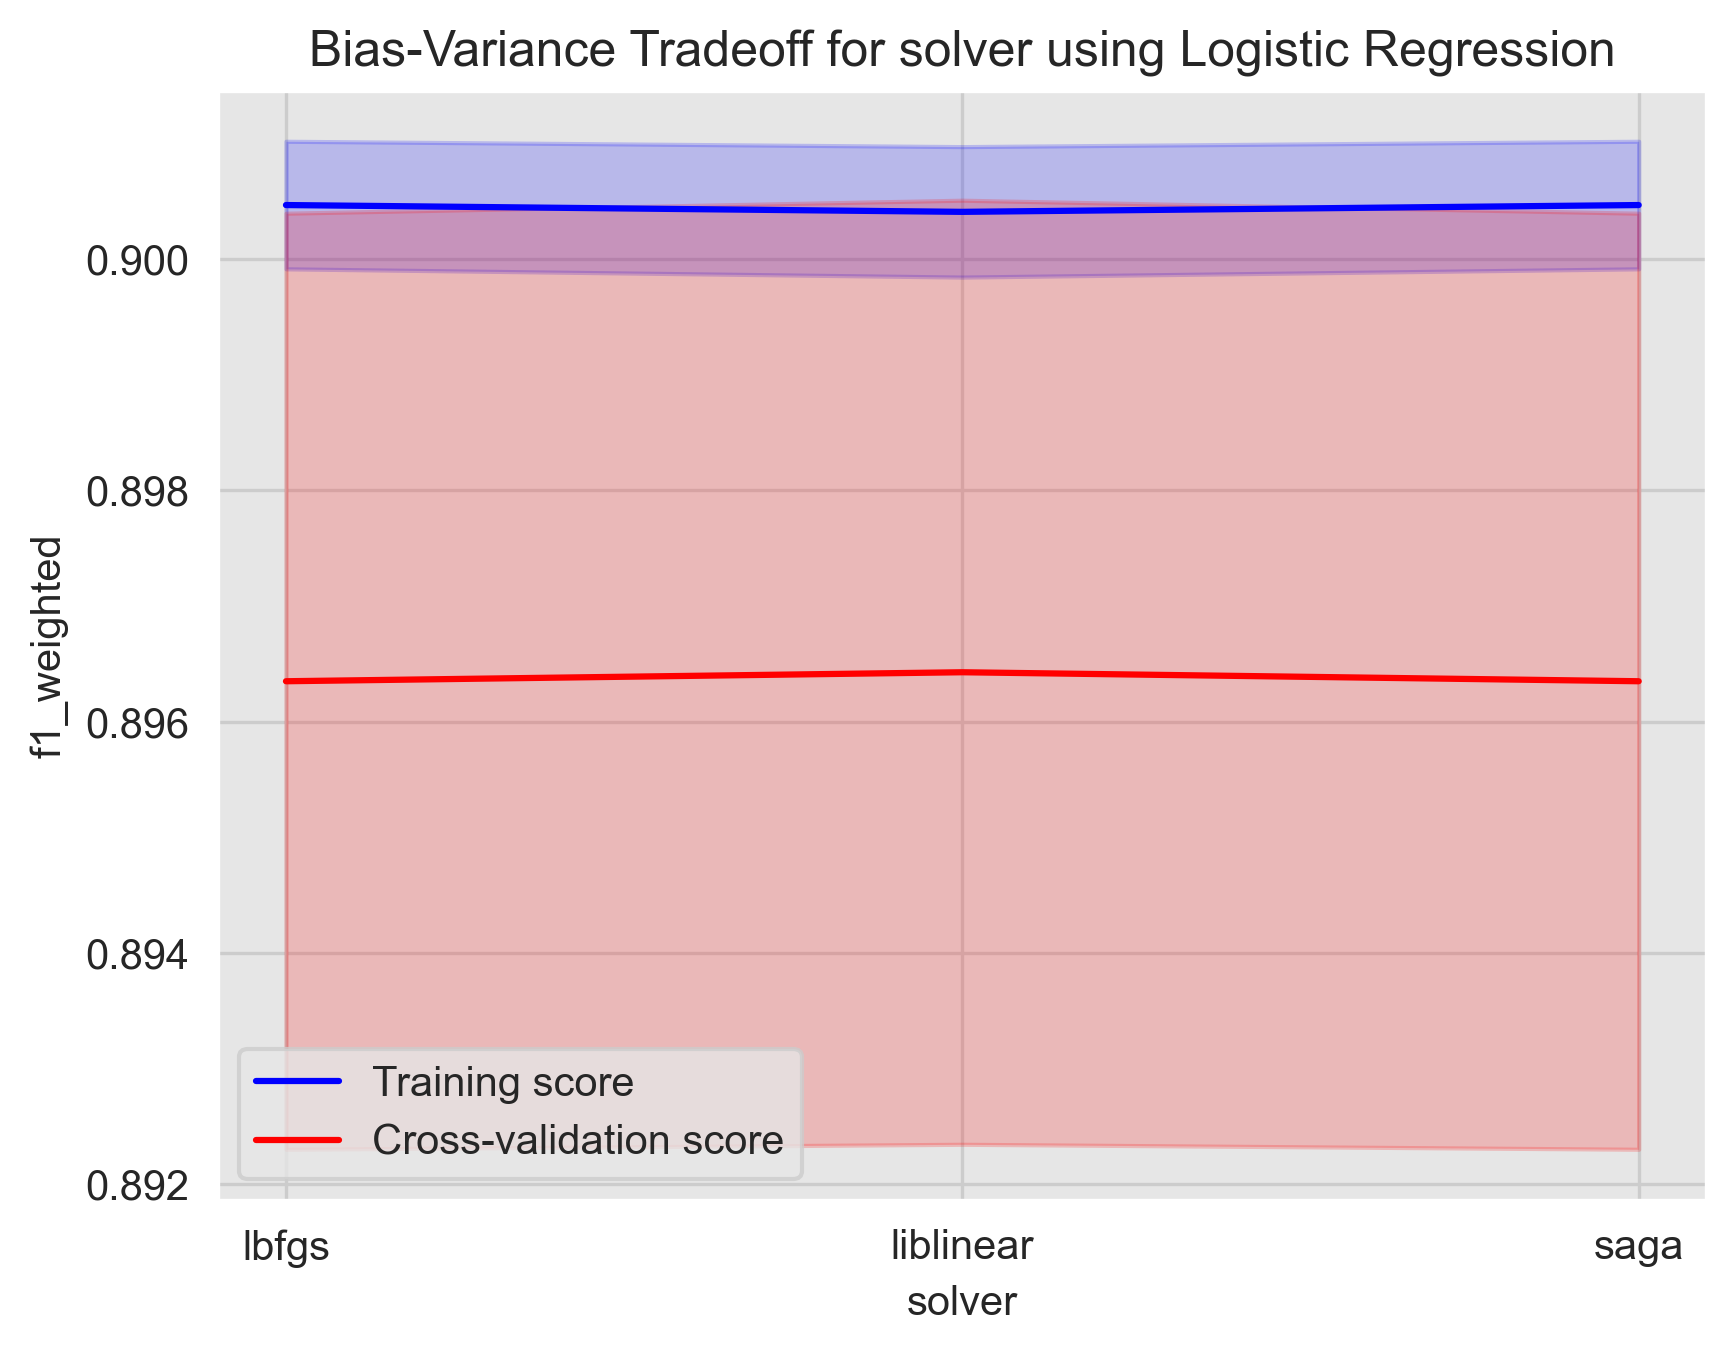 Bias-Variance Tradeoff for solver using Logistic Regression
0.900
0.898
0.896
0.894
0.892
f1_weighted
Training score
Cross-validation score
lbfgs
liblinear
saga
solver